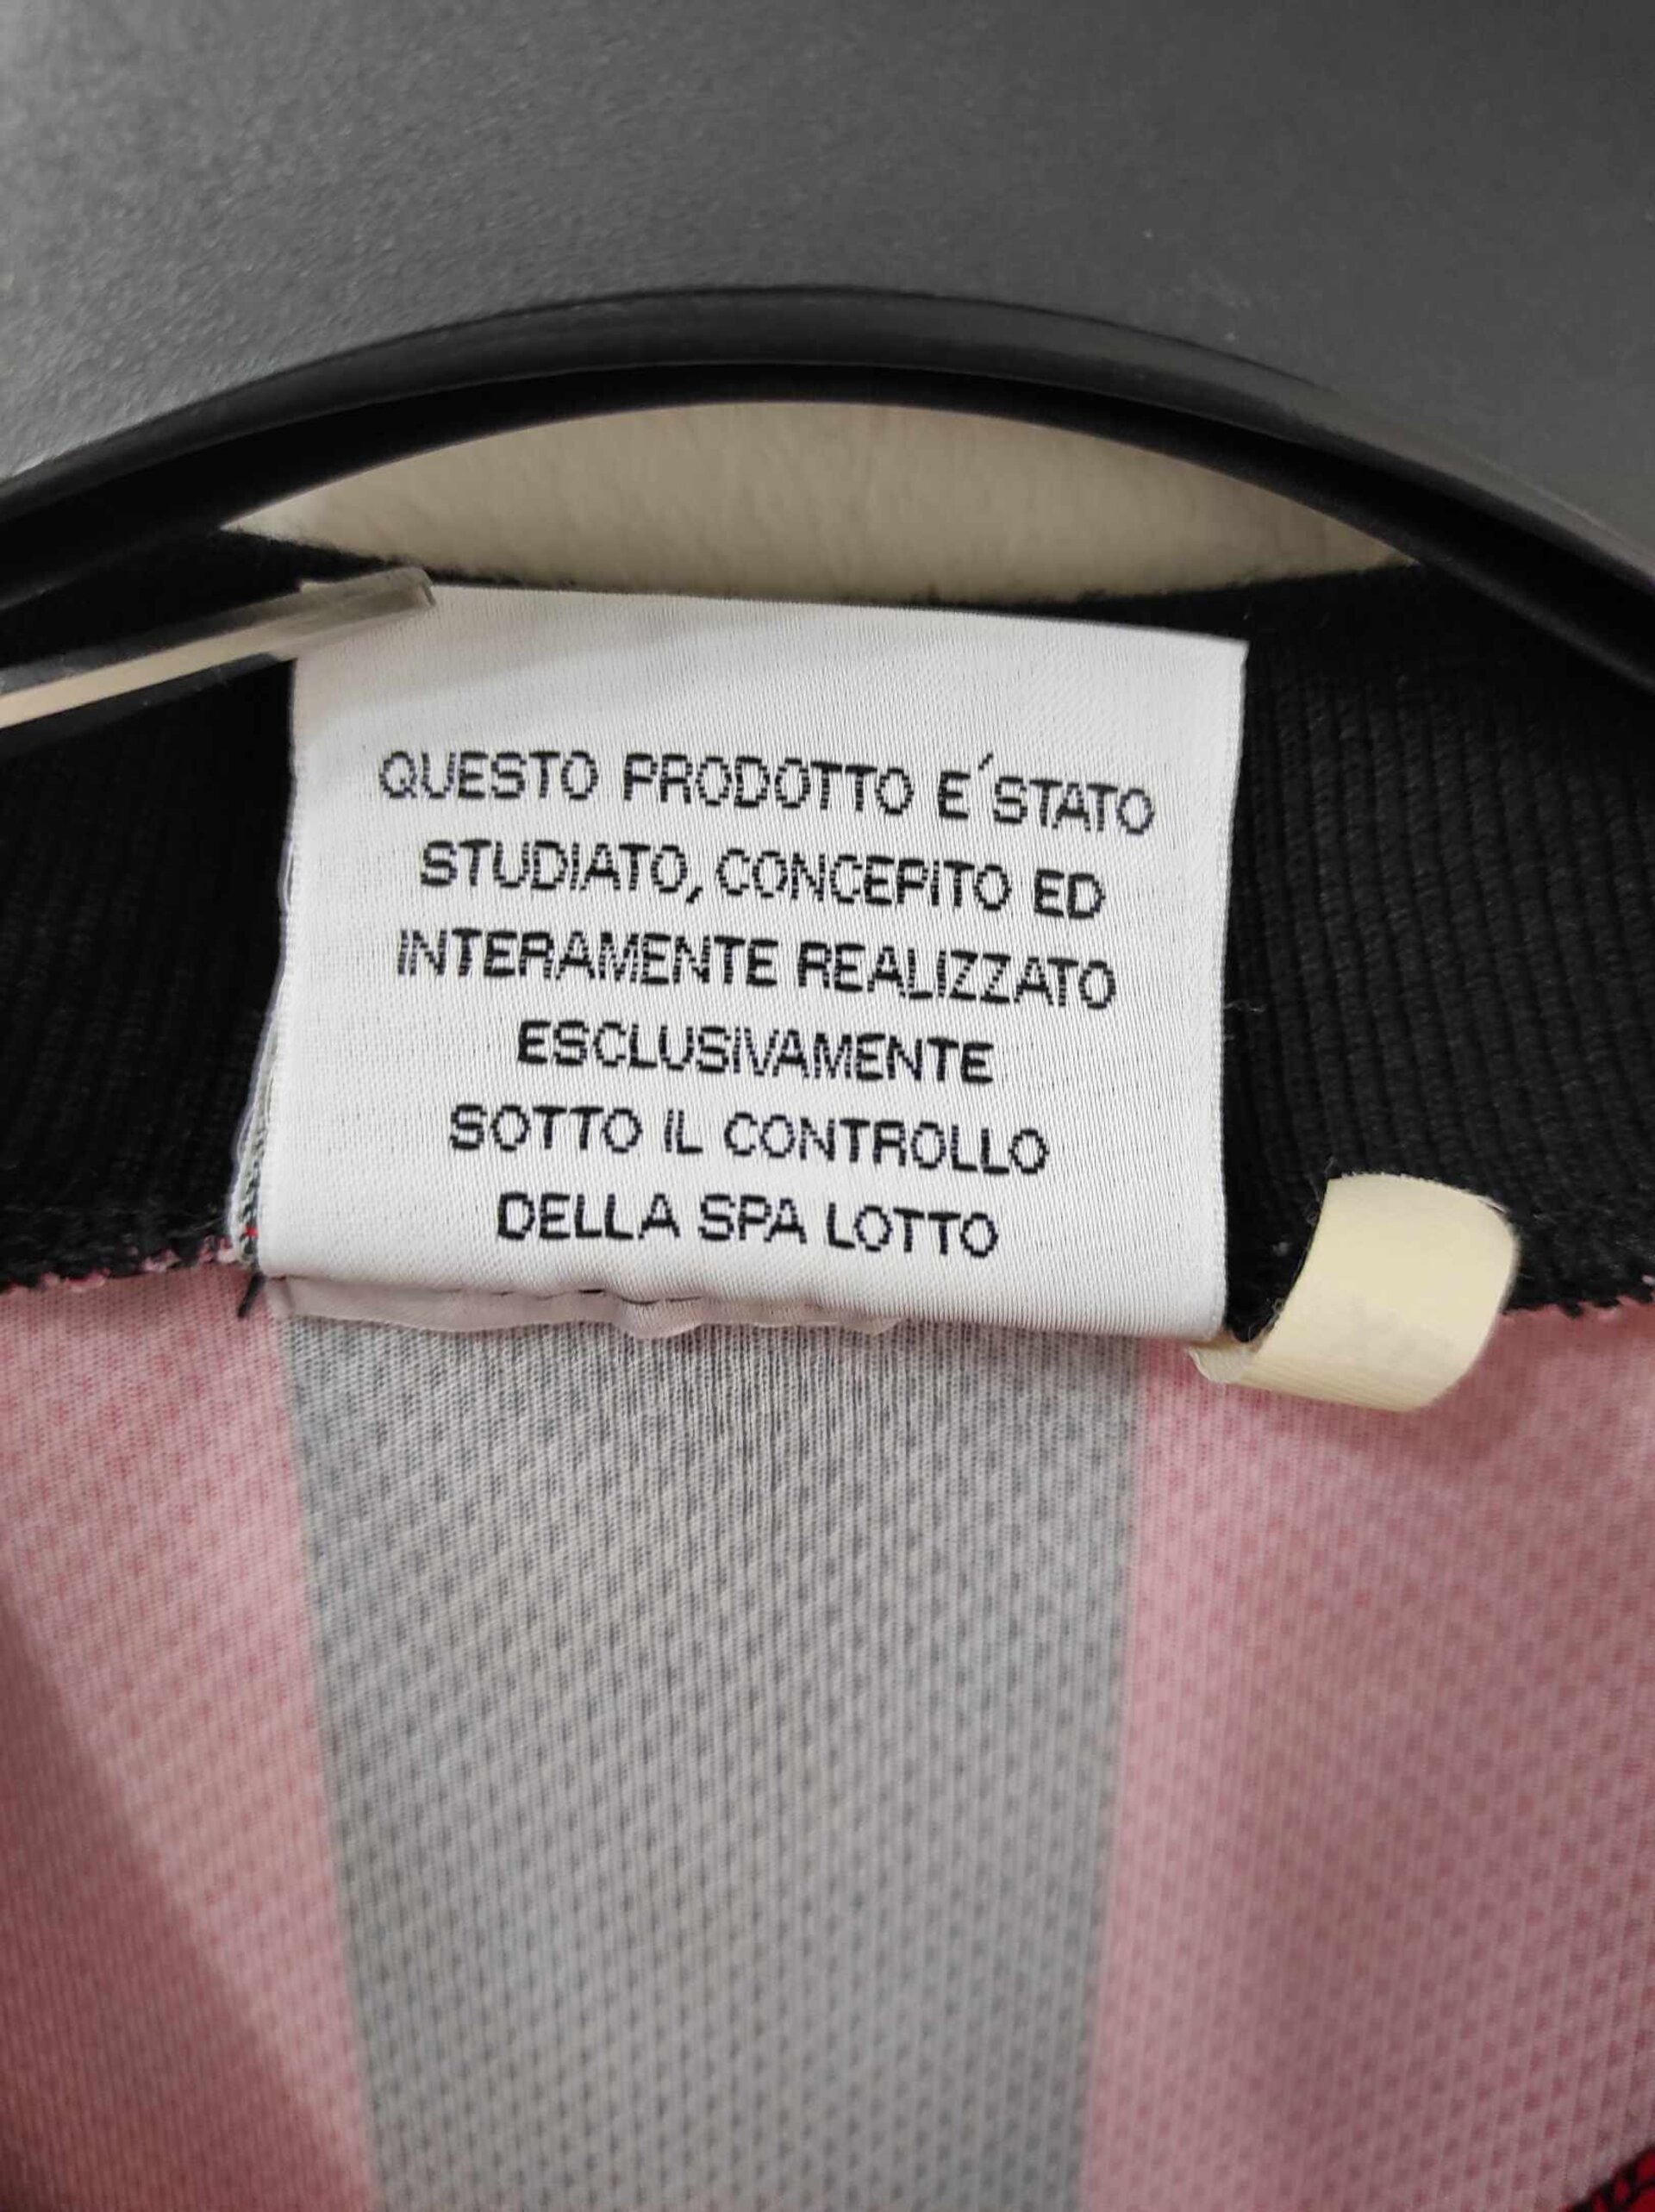 QUESTO PRODOTTO E´ STATO
STUDIATO, CONCEPITO ED
INTERAMENTE REALIZZATO
ESCLUSIVAMENTE
SOTTO IL CONTROLLO
DELLA SPA LOTTO